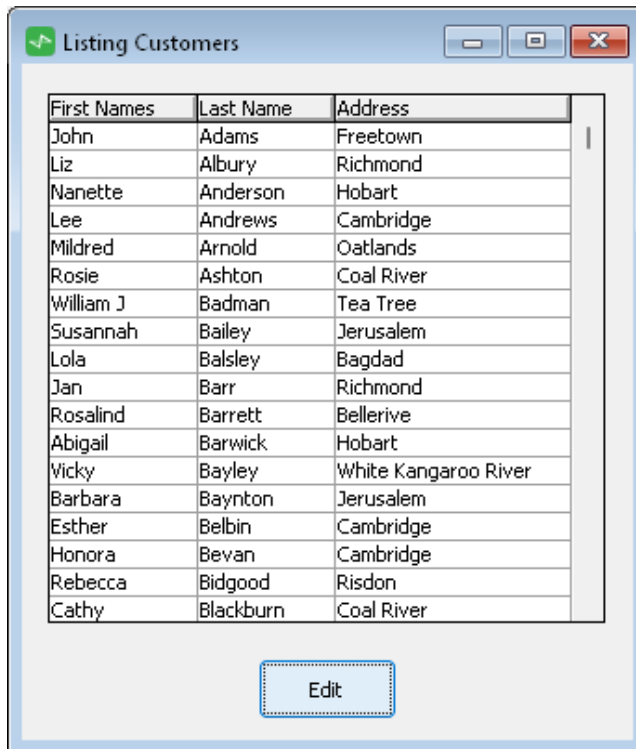 Listing Customers
First Names Last Name Address
John Adams Freetown
Liz Albury Richmond
Nanette Anderson Hobart
Lee Andrews Cambridge
Mildred Arnold Oatlands
Rosie Ashton Coal River
William J Badman Tea Tree
Susannah Bailey Jerusalem
Lola Balsley Bagdad
Jan Barr Richmond
Rosalind Barrett Bellerive
Abigail Barwick Hobart
Vicky Bayley White Kangaroo River
Barbara Baynton Jerusalem
Esther Belbin Cambridge
Honora Bevan Cambridge
Rebecca Bidgood Risdon
Cathy Blackburn Coal River
Edit